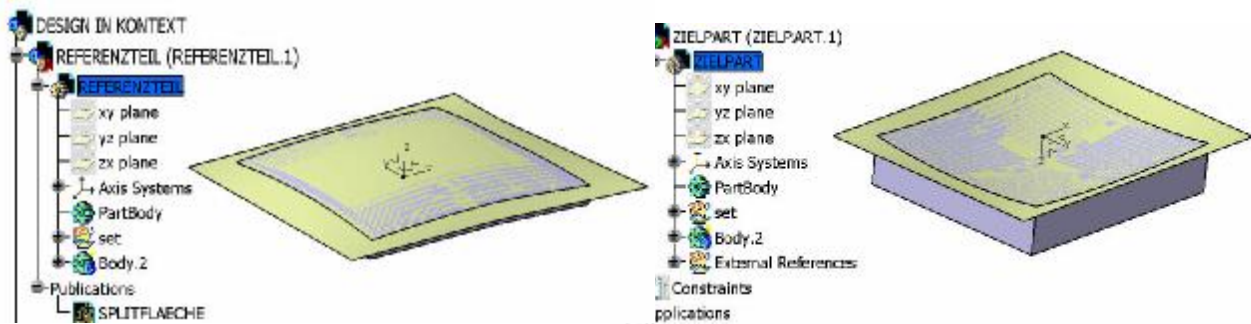 DESIGN IN KONTEXT
REFERENZTEIL (REFERENZTEIL.1)
REFERENZTEIL
xy plane
yz plane
zx plane
Axis Systems
PartBody
set
Body.2
Publications
SPLITFLAECHE
ZIELPART (ZIELPART.1)
ZIELPART
xy plane
yz plane
zx plane
Axis Systems
PartBody
set
Body.2
External References
Constraints
pplications